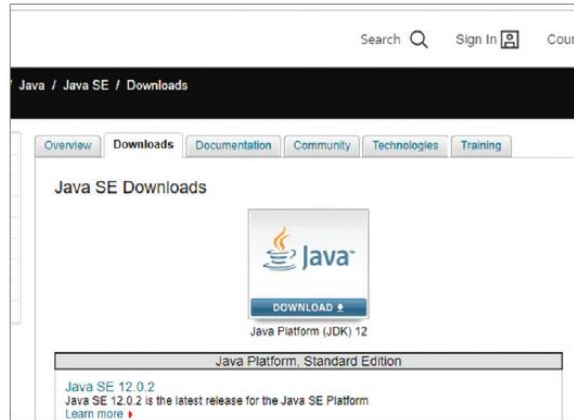 Search Sign In
/ Java / Java SE / Downloads
Overview Downloads Documentation Community Technologies Training
Java SE Downloads
Java™
DOWNLOAD
Java Platform (JDK) 12
Java Platform, Standard Edition
Java SE 12.0.2
Java SE 12.0.2 is the latest release for the Java SE Platform
Learn more